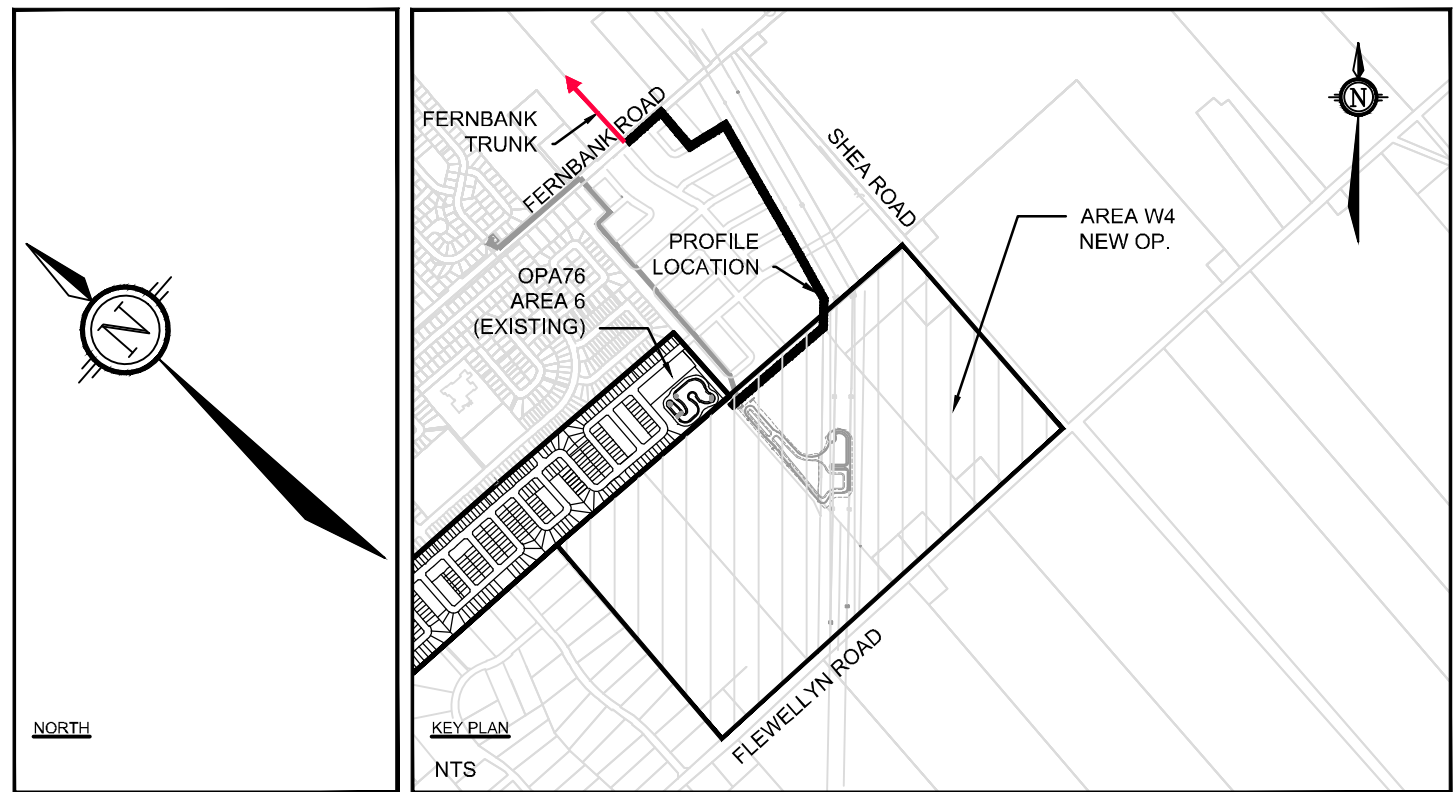 N
NORTH
FERNBANK
TRUNK
FERNBANK ROAD
SHEA ROAD
N
PROFILE
LOCATION
AREA W4
NEW OP.
OPA76
AREA 6
(EXISTING)
FLEWELLYN ROAD
KEY PLAN
NTS